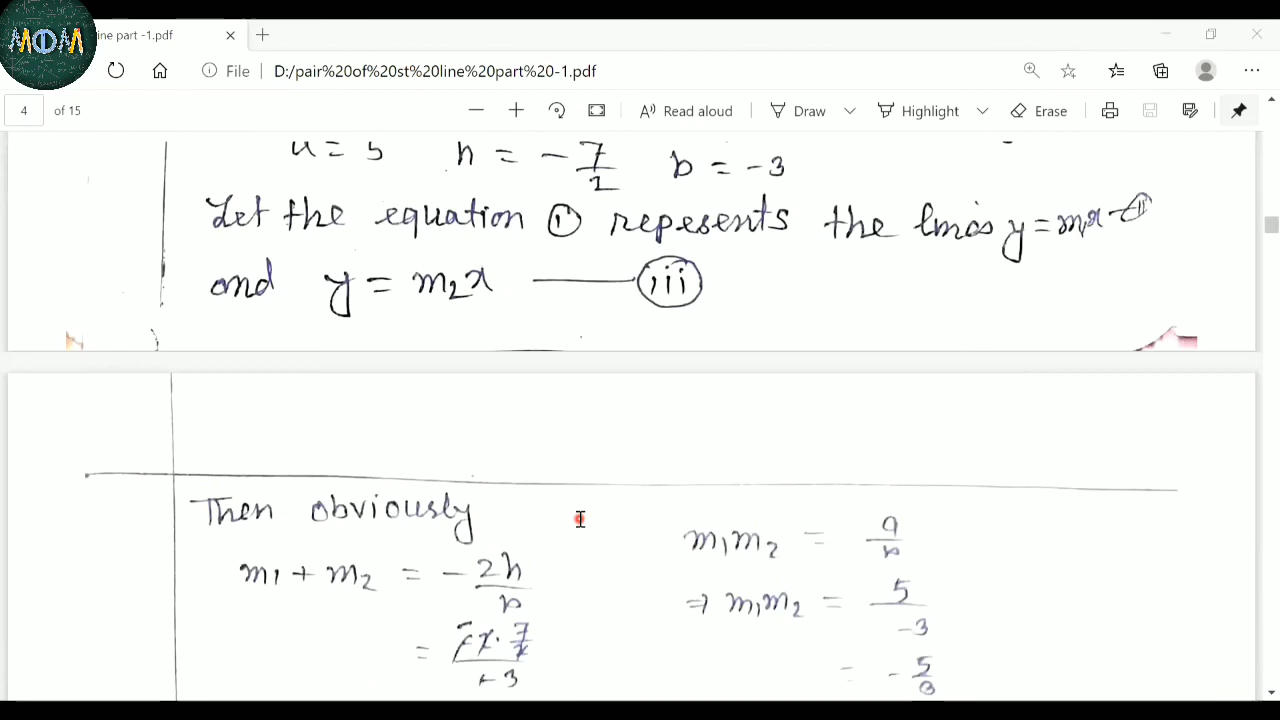 MФM
ine part -1.pdf
File D:/pair%20of%20st%20line%20part%20-1.pdf
4 of 15 Read aloud Draw Highlight Erase
a = 5 h = -7/2 b = -3
Let the equation (i) repesents the lines y = m₁x -(ii)
and y = m₂x —— (iii)
Then obviously
m₁ + m₂ = - 2h/b
m₁m₂ = a/b
⇒ m₁m₂ = 5/-3
= - 5/3